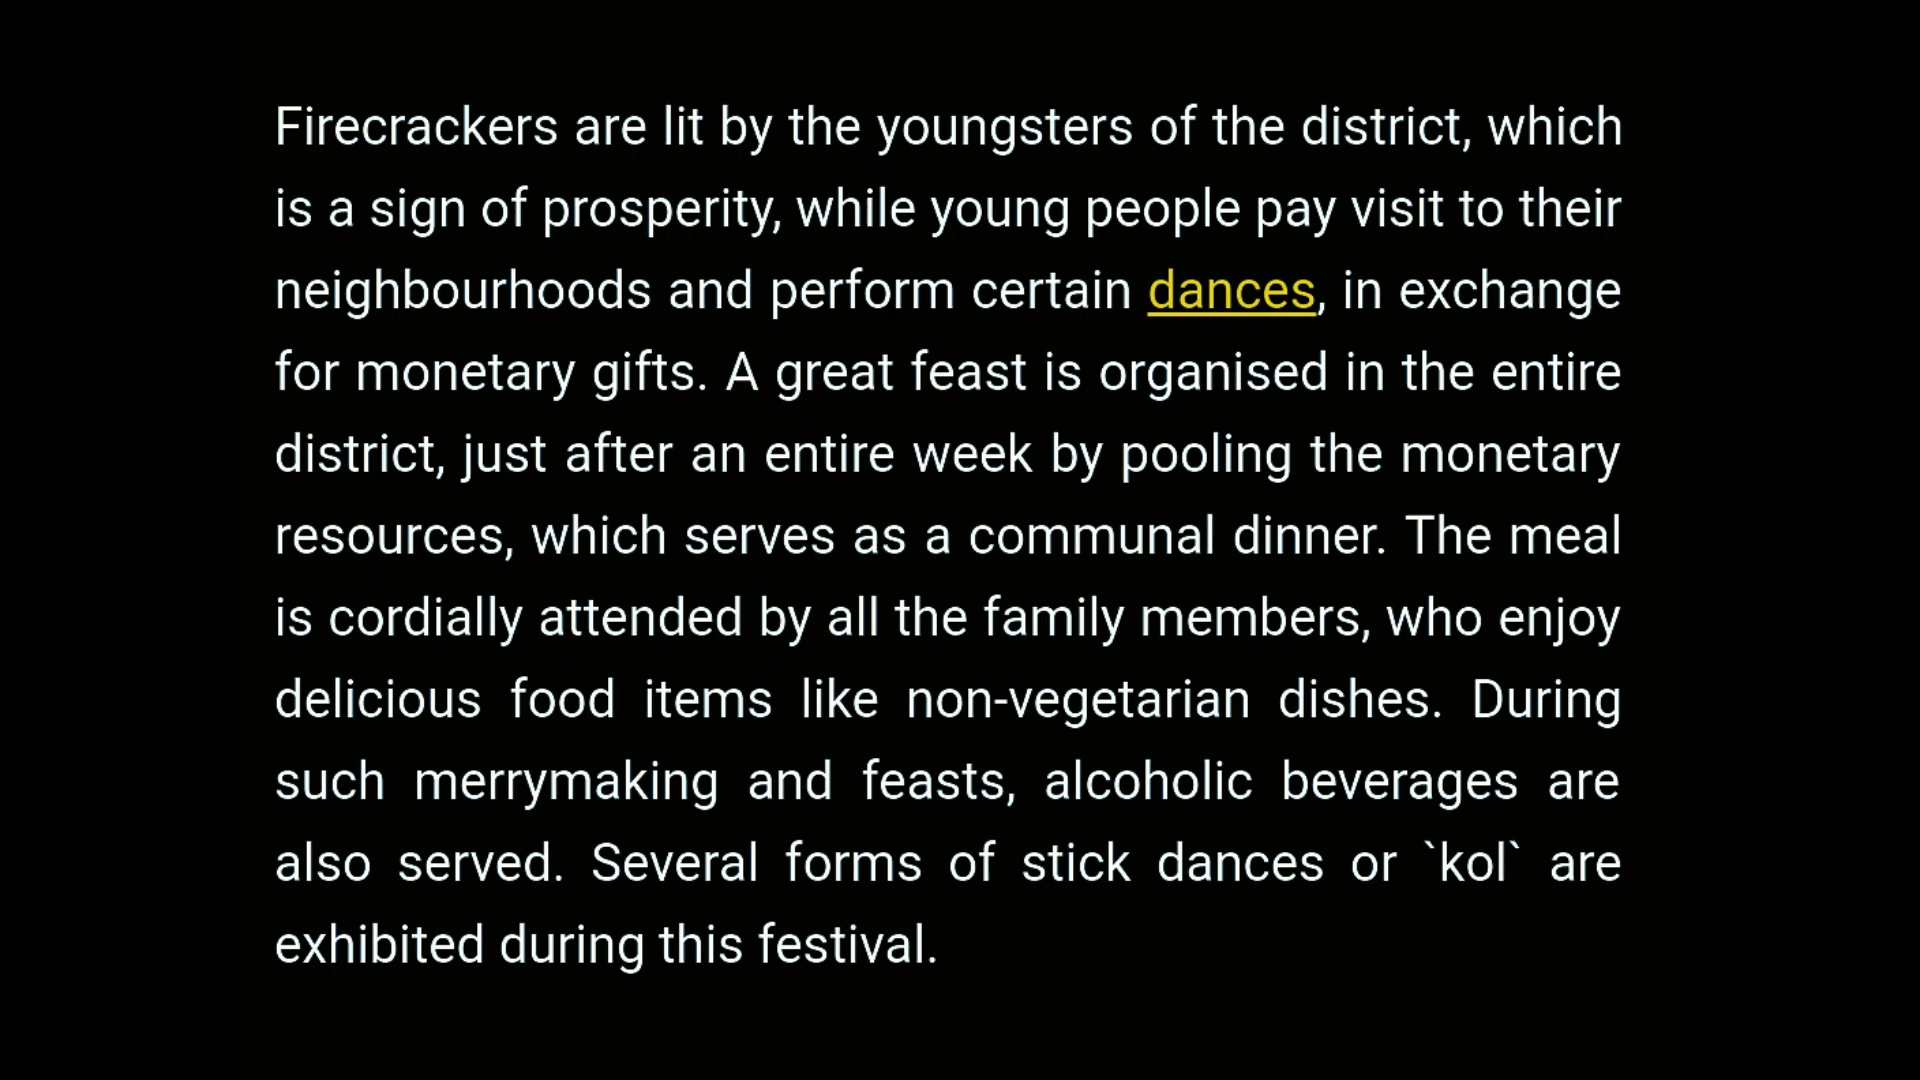 Firecrackers are lit by the youngsters of the district, which
is a sign of prosperity, while young people pay visit to their
neighbourhoods and perform certain dances, in exchange
for monetary gifts. A great feast is organised in the entire
district, just after an entire week by pooling the monetary
resources, which serves as a communal dinner. The meal
is cordially attended by all the family members, who enjoy
delicious food items like non-vegetarian dishes. During
such merrymaking and feasts, alcoholic beverages are
also served. Several forms of stick dances or `kol` are
exhibited during this festival.